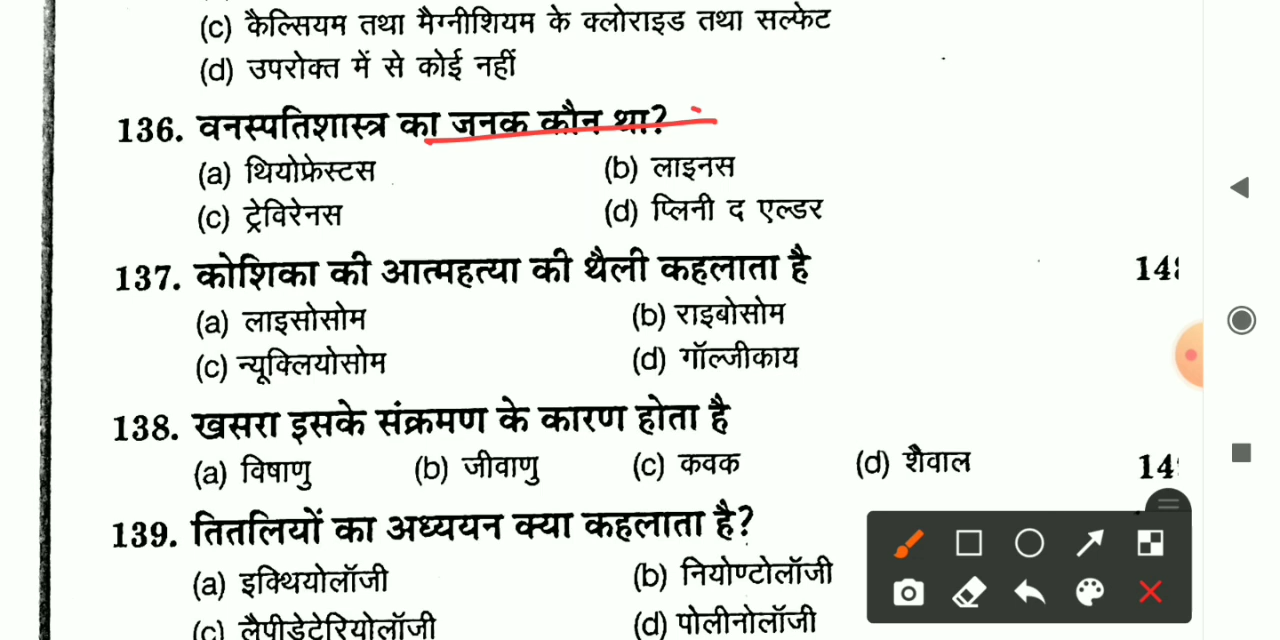 (c) कैल्सियम तथा मैग्नीशियम के क्लोराइड तथा सल्फेट
(d) उपरोक्त में से कोई नहीं
136. वनस्पतिशास्त्र का जनक कौन था?
(a) थियोफ्रेस्टस (b) लाइनस
(c) ट्रेविरेनस (d) प्लिनी द एल्डर
137. कोशिका की आत्महत्या की थैली कहलाता है
(a) लाइसोसोम (b) राइबोसोम
(c) न्यूक्लियोसोम (d) गॉल्जीकाय
138. खसरा इसके संक्रमण के कारण होता है
(a) विषाणु (b) जीवाणु (c) कवक (d) शैवाल
139. तितलियों का अध्ययन क्या कहलाता है?
(a) इक्थियोलॉजी (b) नियोण्टोलॉजी
(c) लैपीडेटेरियोलॉजी (d) पोलीनोलॉजी